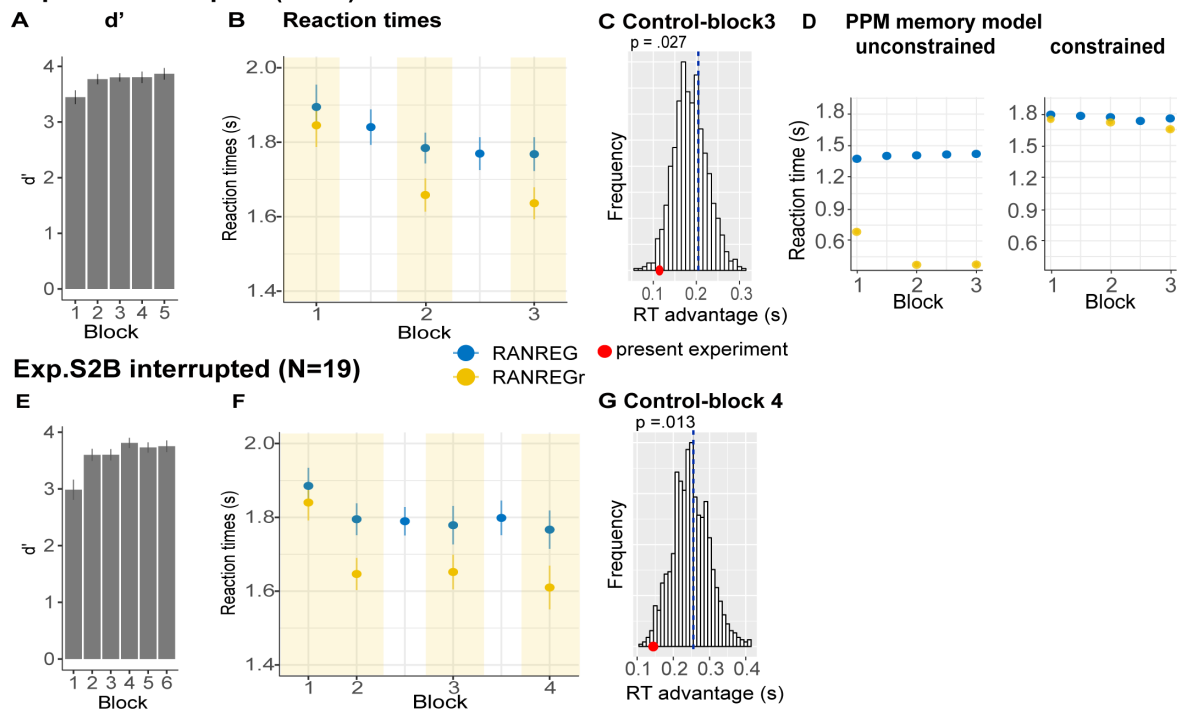 A d' B Reaction times C Control-block3 D PPM memory model
p = .027 unconstrained constrained
d'
4
3
2
1
0
1 2 3 4 5
Block
Reaction times (s)
2.0
1.8
1.6
1.4
1 2 3
Block
Frequency
0.1 0.2 0.3
RT advantage (s)
Reaction time (s)
1.8
1.5
1.2
0.9
0.6
1 2 3
Block
1.8
1.5
1.2
0.9
0.6
1 2 3
Block
RANREG present experiment
RANREGr
Exp.S2B interrupted (N=19)
E F G Control-block 4
p =.013
d'
4
3
2
1
0
1 2 3 4 5 6
Block
Reaction times (s)
2.0
1.8
1.6
1.4
1 2 3 4
Block
Frequency
0.1 0.2 0.3 0.4
RT advantage (s)